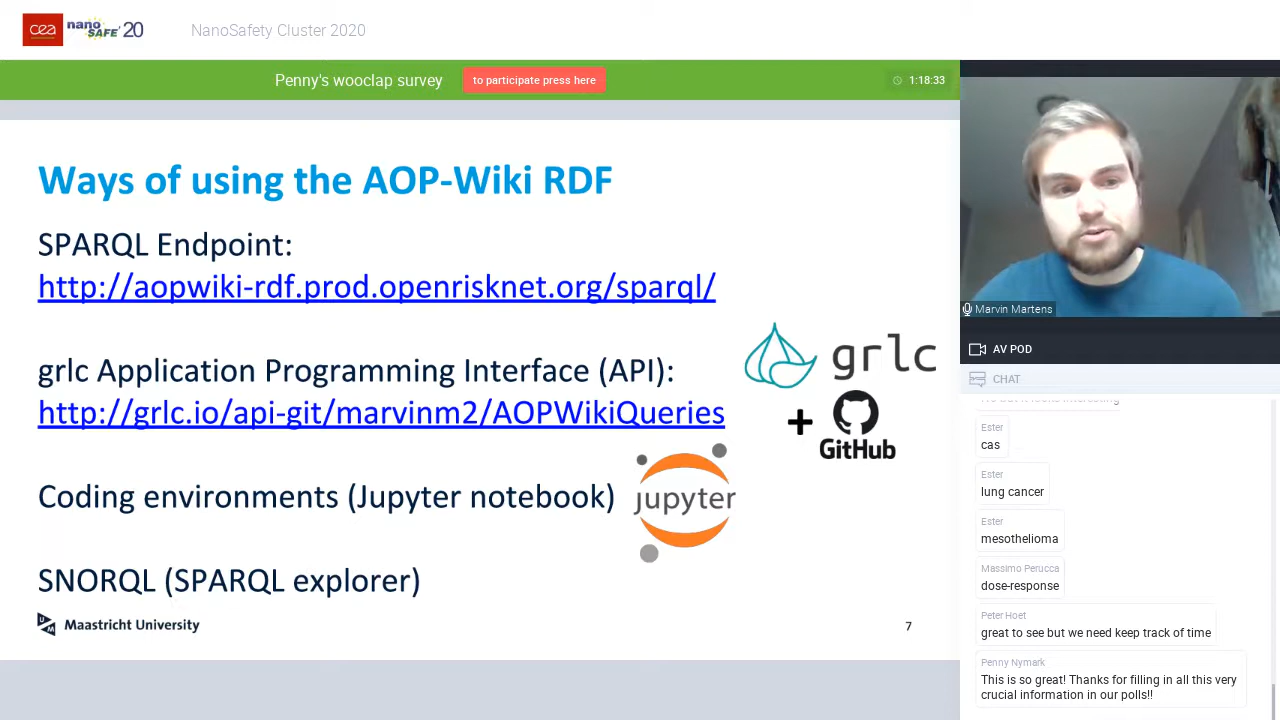 cea nano SAFE '20
NanoSafety Cluster 2020
Penny's wooclap survey
to participate press here
1:18:33
Ways of using the AOP-Wiki RDF
SPARQL Endpoint:
http://aopwiki-rdf.prod.openrisknet.org/sparql/
grlc Application Programming Interface (API):
http://grlc.io/api-git/marvinm2/AOPWikiQueries
grlc
+
GitHub
Coding environments (Jupyter notebook)
jupyter
SNORQL (SPARQL explorer)
UM
Maastricht University
7
Marvin Martens
AV POD
CHAT
Ester
cas
Ester
lung cancer
Ester
mesothelioma
Massimo Perucca
dose-response
Peter Hoet
great to see but we need keep track of time
Penny Nymark
This is so great! Thanks for filling in all this very
crucial information in our polls!!